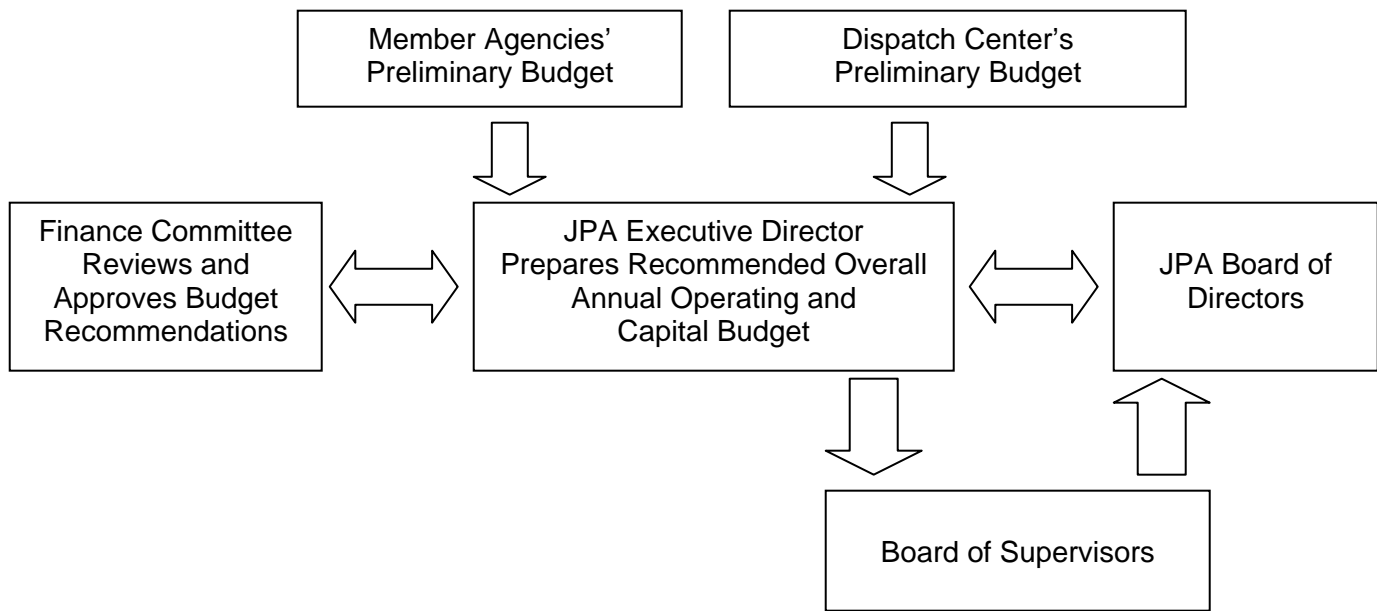 Member Agencies’
Preliminary Budget
Dispatch Center’s
Preliminary Budget
Finance Committee
Reviews and
Approves Budget
Recommendations
JPA Executive Director
Prepares Recommended Overall
Annual Operating and
Capital Budget
JPA Board of
Directors
Board of Supervisors